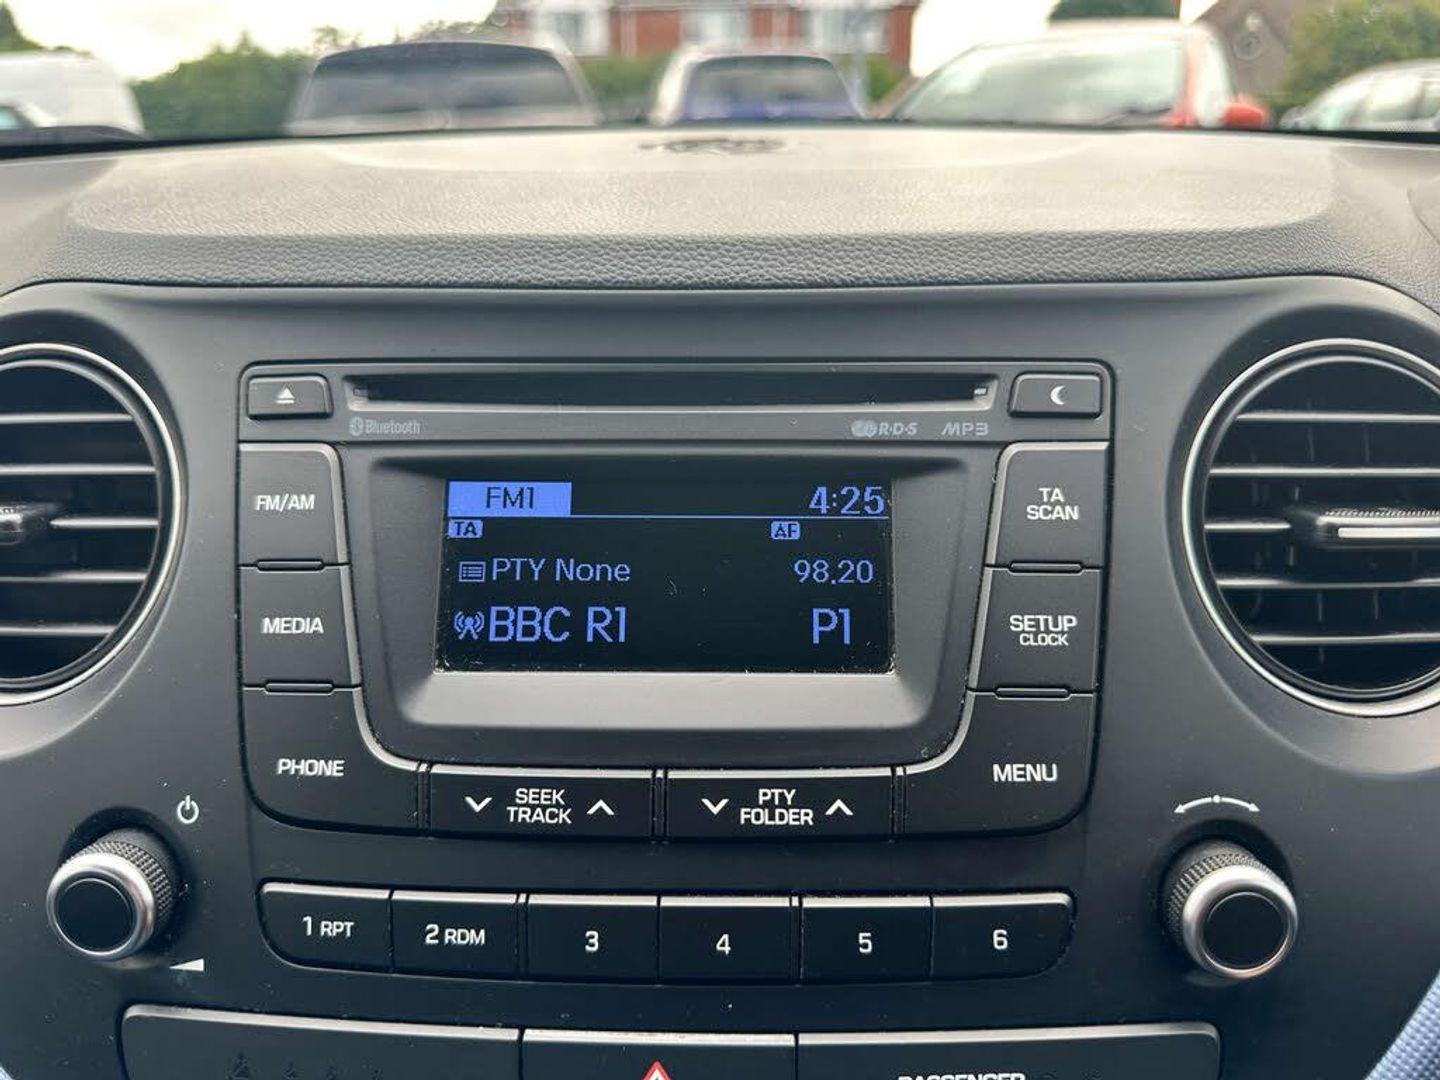 Bluetooth
R·D·S
MP3
FM/AM
MEDIA
PHONE
FM1
4:25
TA
AF
PTY None
98.20
BBC R1
P1
TA
SCAN
SETUP
CLOCK
MENU
SEEK
TRACK
PTY
FOLDER
1 RPT
2 RDM
3
4
5
6
PASSENGER